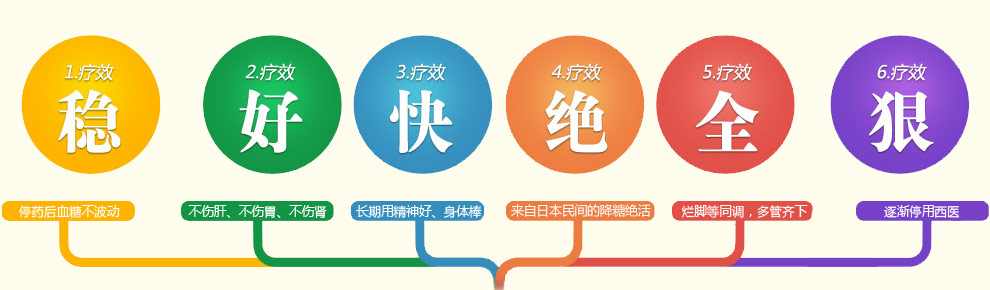 1.疗效
稳
停药后血糖不波动
2.疗效
好
不伤肝、不伤胃、不伤肾
3.疗效
快
长期用精神好、身体棒
4.疗效
绝
来自日本民间的降糖绝活
5.疗效
全
烂脚等同调，多管齐下
6.疗效
狠
逐渐停用西医